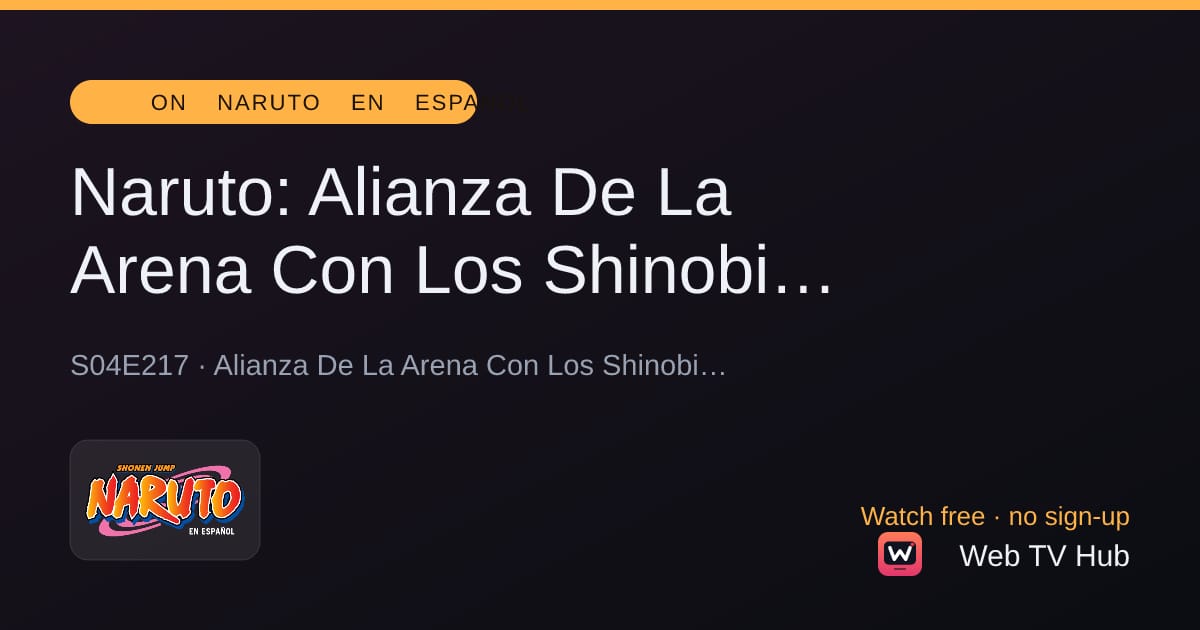 ON NARUTO EN ESPAÑOL
Naruto: Alianza De La
Arena Con Los Shinobi…
S04E217 · Alianza De La Arena Con Los Shinobi…
SHONEN JUMP
NARUTO
EN ESPAÑOL
Watch free · no sign-up
W
Web TV Hub